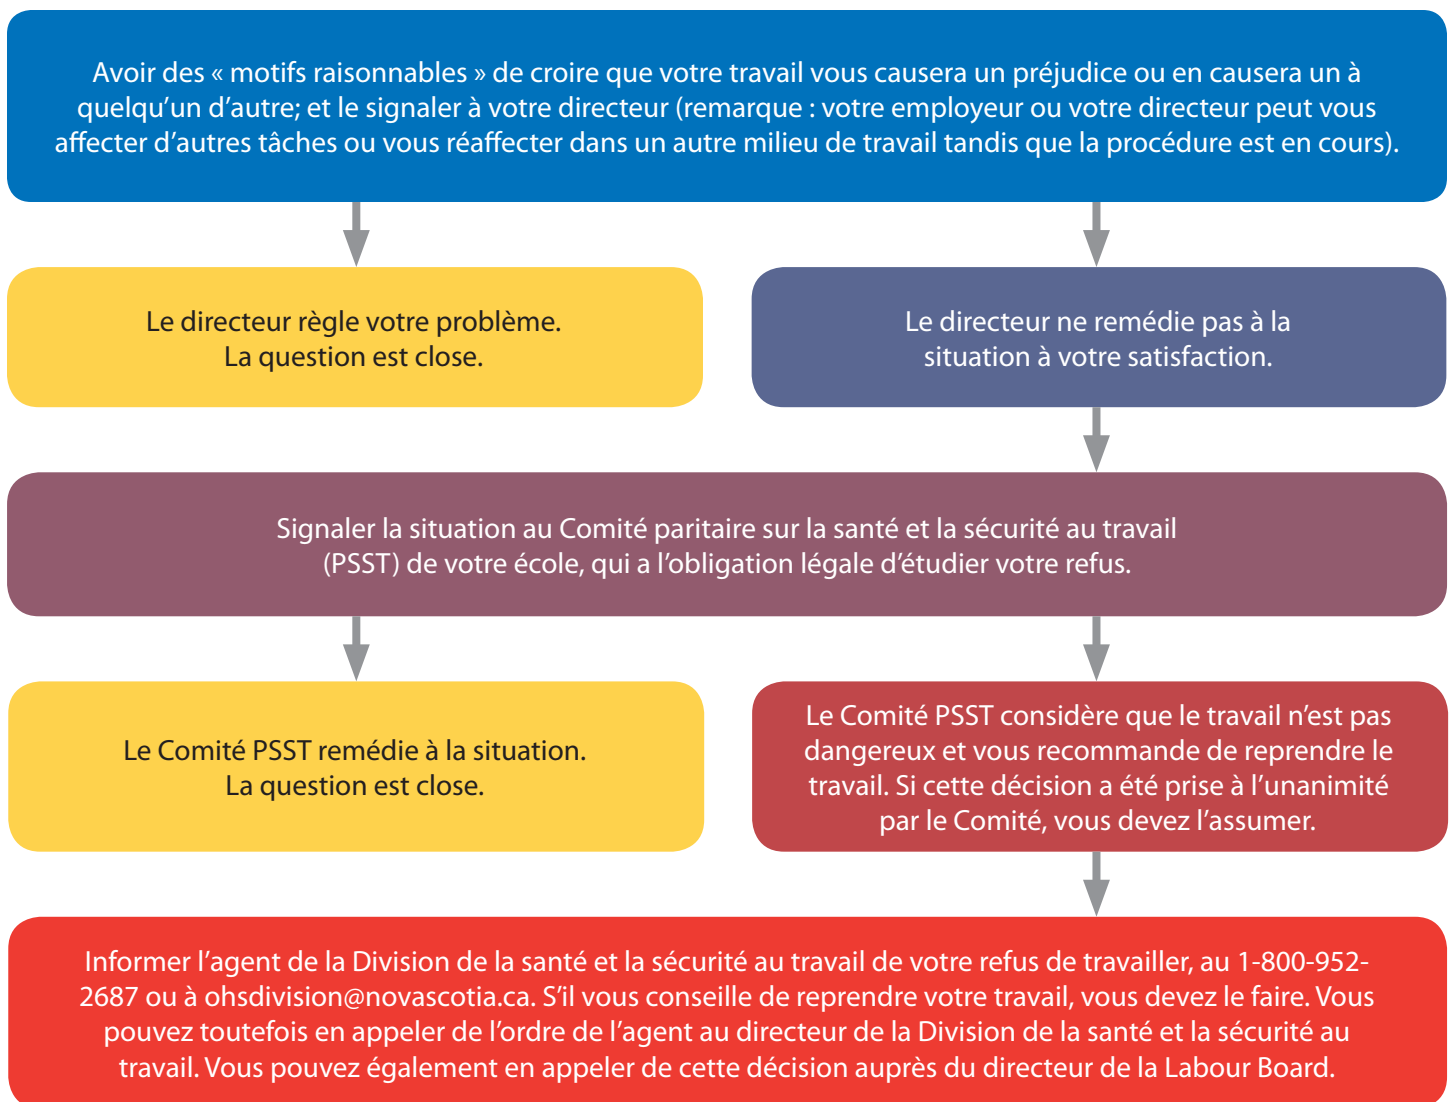 Avoir des « motifs raisonnables » de croire que votre travail vous causera un préjudice ou en causera un à
quelqu'un d'autre; et le signaler à votre directeur (remarque : votre employeur ou votre directeur peut vous
affecter d'autres tâches ou vous réaffecter dans un autre milieu de travail tandis que la procédure est en cours).
Le directeur règle votre problème.
La question est close.
Le directeur ne remédie pas à la
situation à votre satisfaction.
Signaler la situation au Comité paritaire sur la santé et la sécurité au travail
(PSST) de votre école, qui a l'obligation légale d'étudier votre refus.
Le Comité PSST remédie à la situation.
La question est close.
Le Comité PSST considère que le travail n'est pas
dangereux et vous recommande de reprendre le
travail. Si cette décision a été prise à l'unanimité
par le Comité, vous devez l'assumer.
Informer l'agent de la Division de la santé et la sécurité au travail de votre refus de travailler, au 1-800-952-
2687 ou à ohsdivision@novascotia.ca. S'il vous conseille de reprendre votre travail, vous devez le faire. Vous
pouvez toutefois en appeler de l'ordre de l'agent au directeur de la Division de la santé et la sécurité au
travail. Vous pouvez également en appeler de cette décision auprès du directeur de la Labour Board.